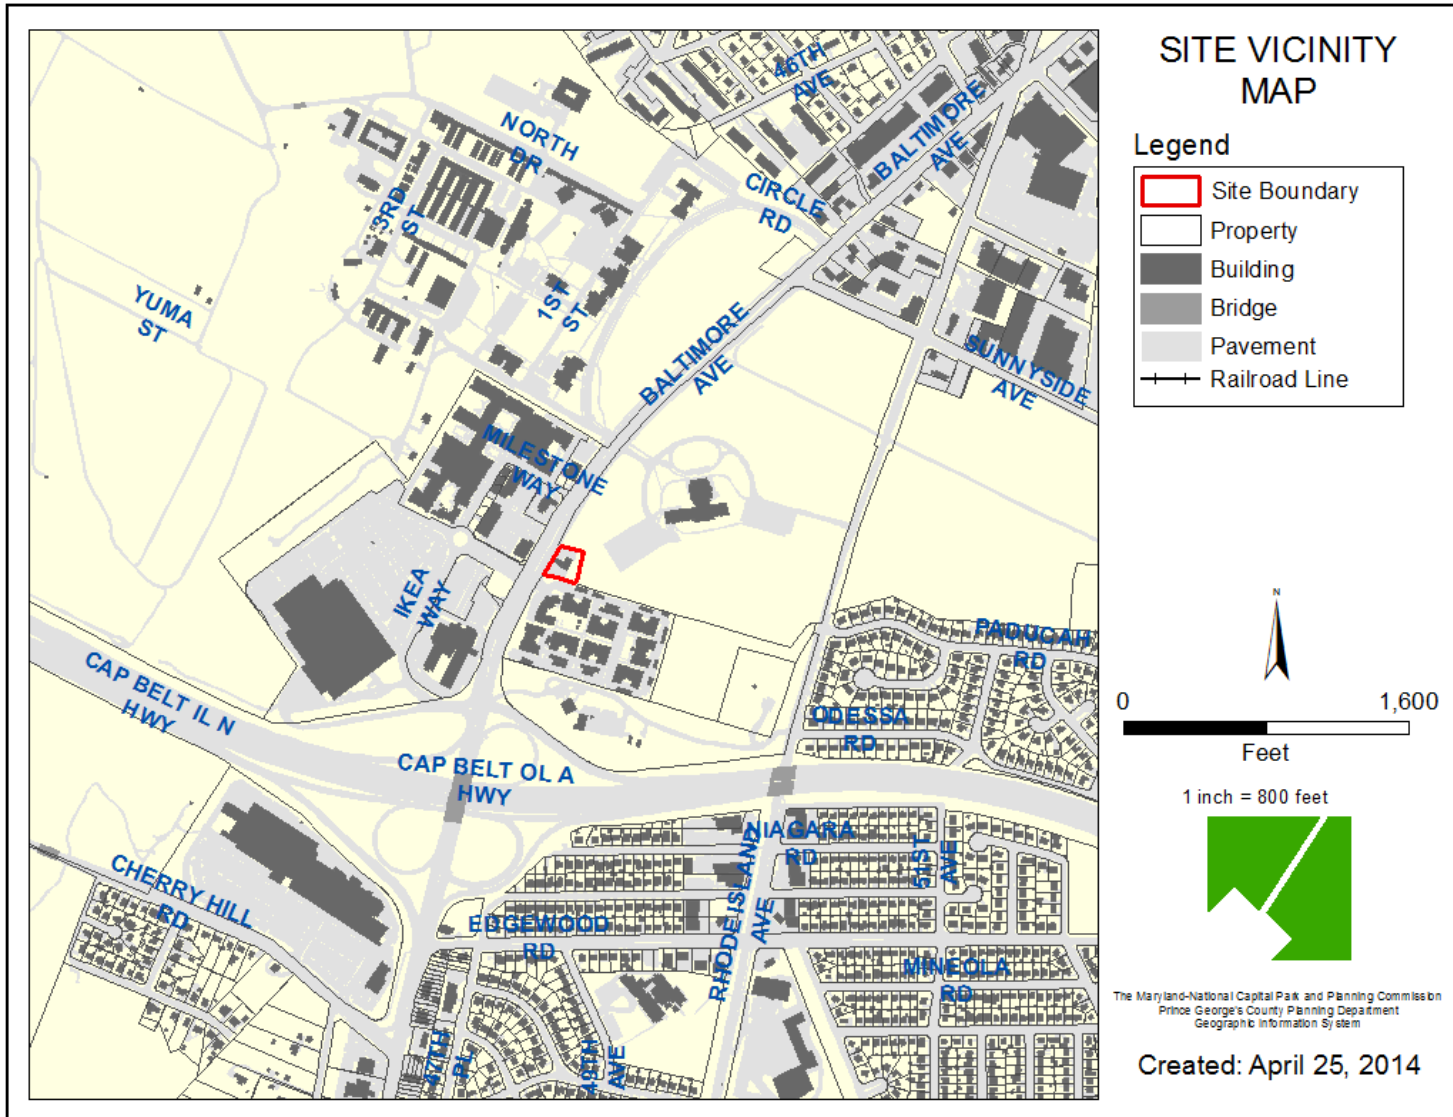 SITE VICINITY
MAP
Legend
Site Boundary
Property
Building
Bridge
Pavement
Railroad Line
46TH
AVE
BALTIMORE
AVE
NORTH
DR
CIRCLE
RD
3RD
ST
1ST
ST
YUMA
ST
BALTIMORE
AVE
SUNNYSIDE
AVE
MILESTONE
WAY
IKEA
WAY
PADUCAH
RD
ODESSA
RD
CAP BELT IL N
HWY
CAP BELT OL A
HWY
NIAGARA
RD
51ST
AVE
CHERRY HILL
RD
EDGEWOOD
RD
RHODE ISLAND
AVE
MINEOLA
RD
47TH
PL
49TH
AVE
N
0 1,600
Feet
1 inch = 800 feet
The Maryland-National Capital Park and Planning Commission
Prince George's County Planning Department
Geographic Information System
Created: April 25, 2014